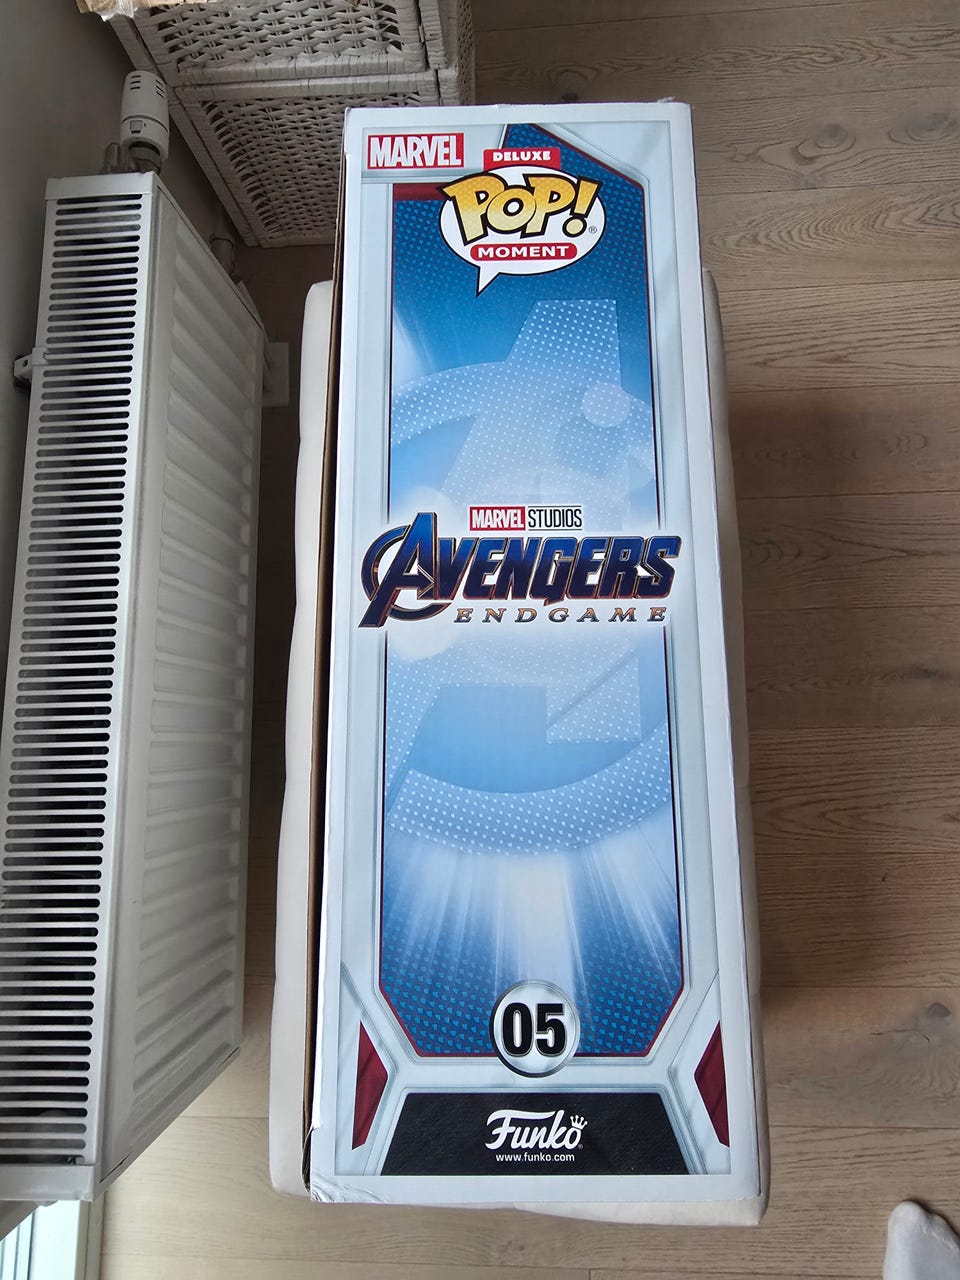 MARVEL
DELUXE
POP! ®
MOMENT
MARVEL STUDIOS
AVENGERS
ENDGAME
05
Funko
www.funko.com